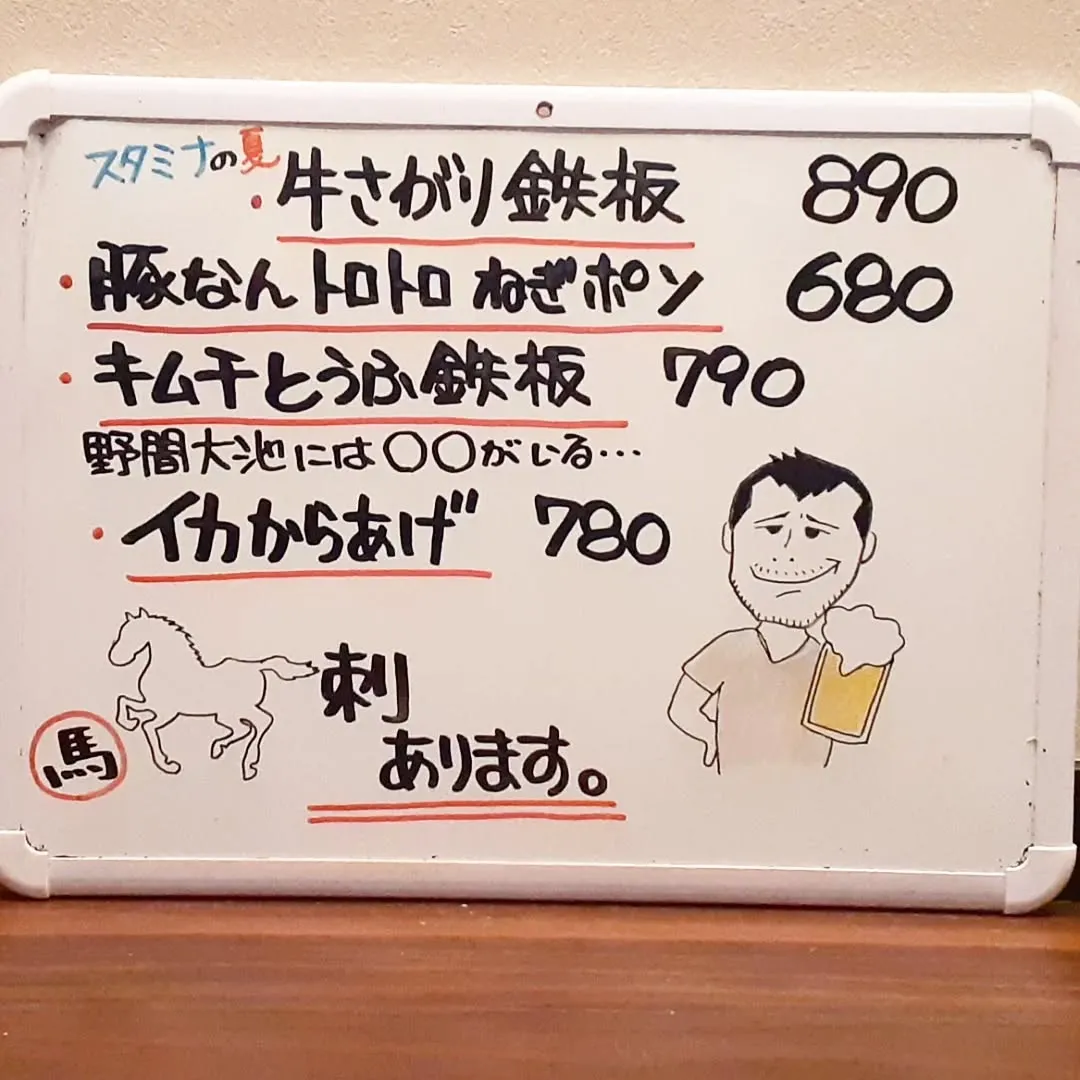 スタミナの夏
・牛さがり鉄板 890
・豚なんトロトロねぎポン 680
・キムチとうふ鉄板 790
野間大池には〇〇がいる…
・イカからあげ 780
馬
刺
あります。